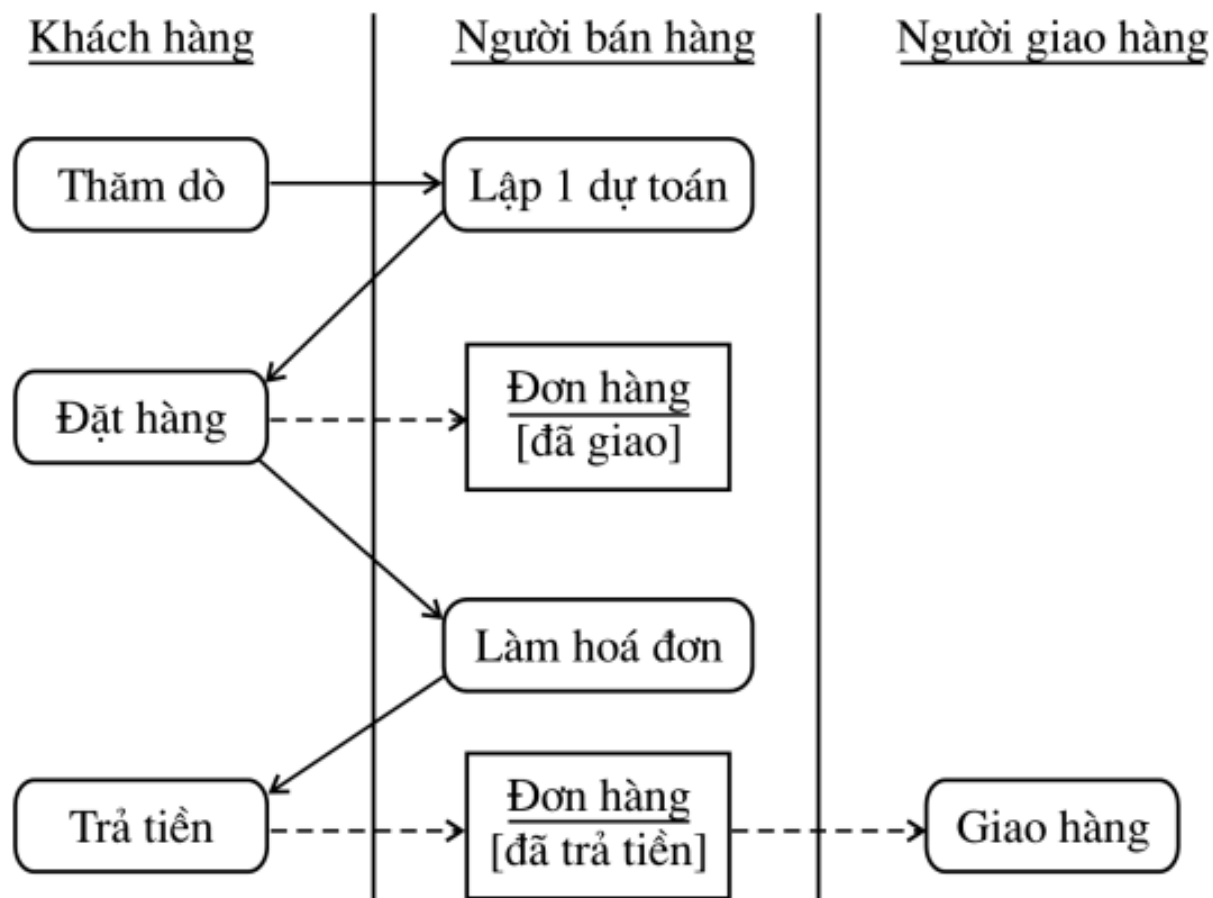 Khách hàng
Người bán hàng
Người giao hàng
Thăm dò
Lập 1 dự toán
Đặt hàng
Đơn hàng
[đã giao]
Làm hoá đơn
Trả tiền
Đơn hàng
[đã trả tiền]
Giao hàng